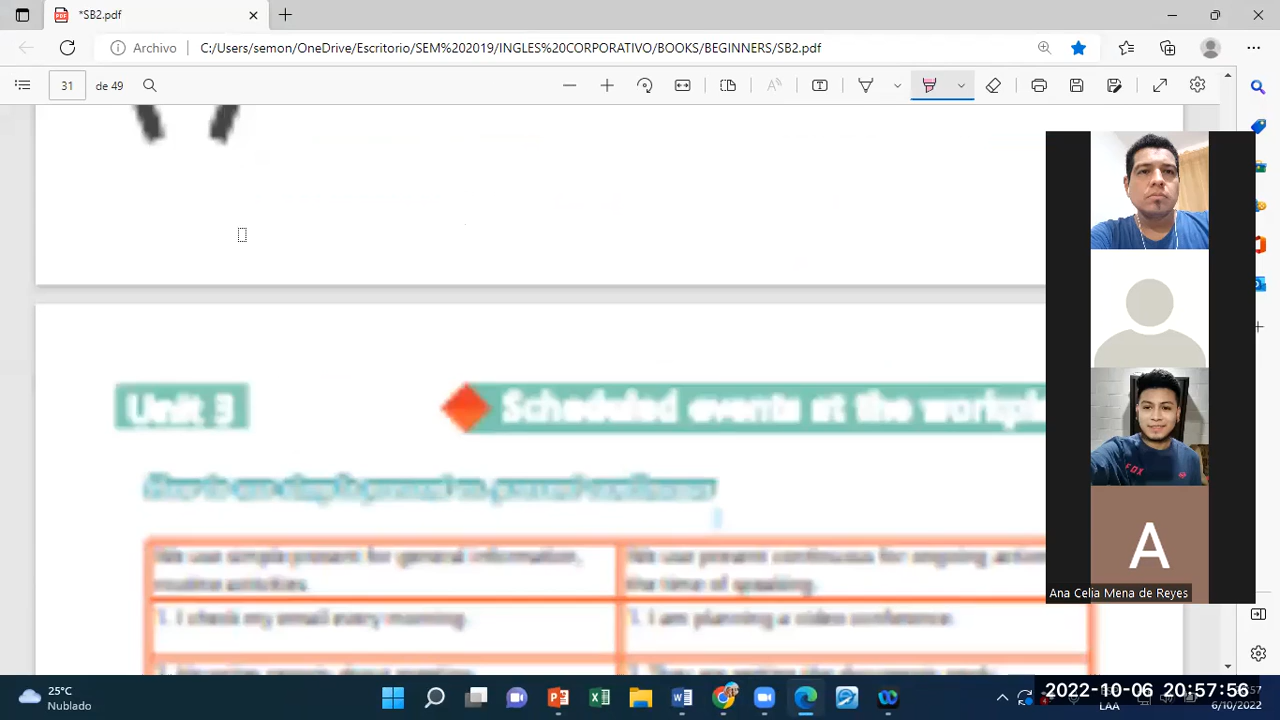 *SB2.pdf
Archivo
C:/Users/semon/OneDrive/Escritorio/SEM%202019/INGLES%20CORPORATIVO/BOOKS/BEGINNERS/SB2.pdf
31 de 49
Unit 3
Scheduled events at the workpl
How to use simple present vs present continuous
We use simple present for general information, routine activities.
We use present continuous for ongoing action the time of speaking.
1. I check my email every morning.
1. I am planning a video conference.
A
Ana Celia Mena de Reyes
25°C
Nublado
LAA
2022-10-06 20:57:56
6/10/2022